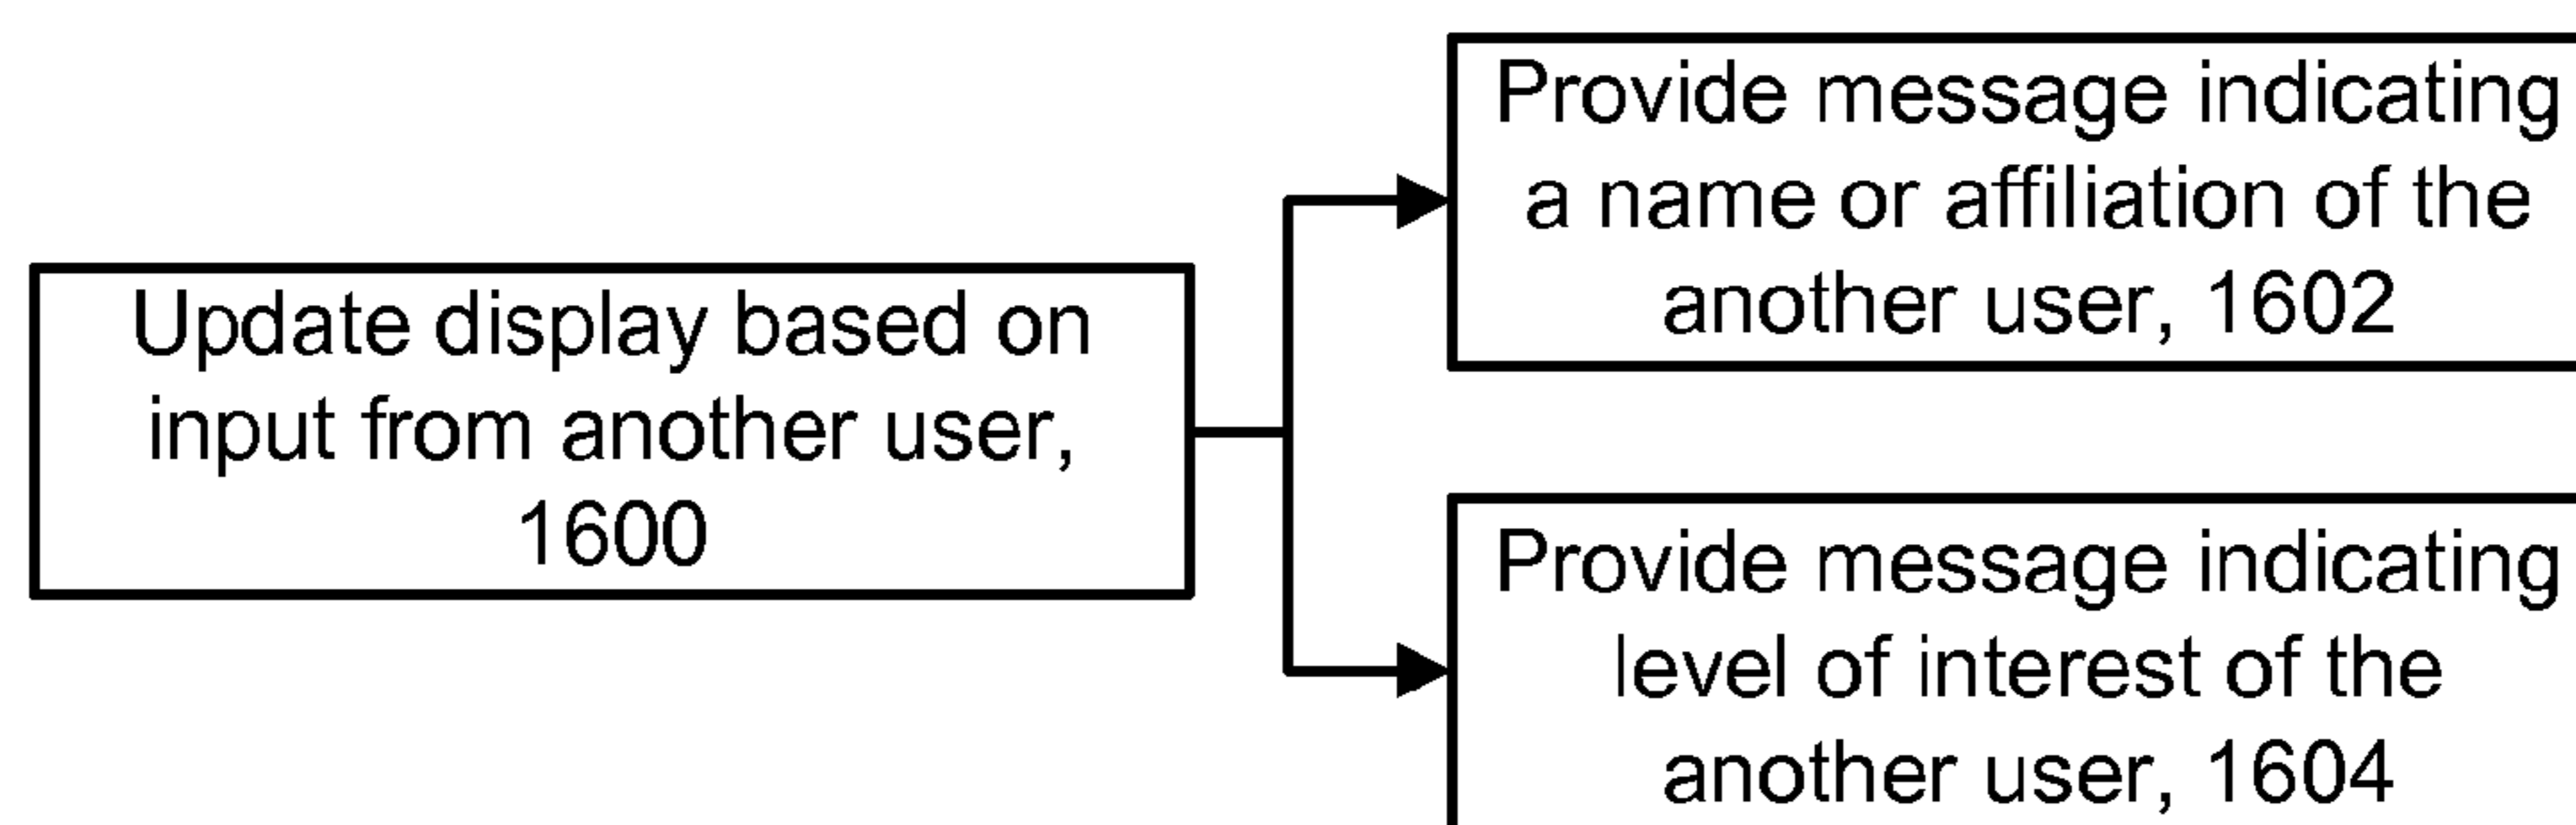 Update display based on
input from another user,
1600
Provide message indicating
a name or affiliation of the
another user, 1602
Provide message indicating
level of interest of the
another user, 1604